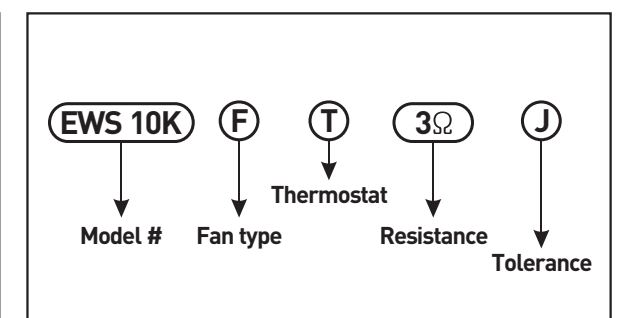 EWS 10K F T 3Ω J
Thermostat
Model # Fan type Resistance
Tolerance